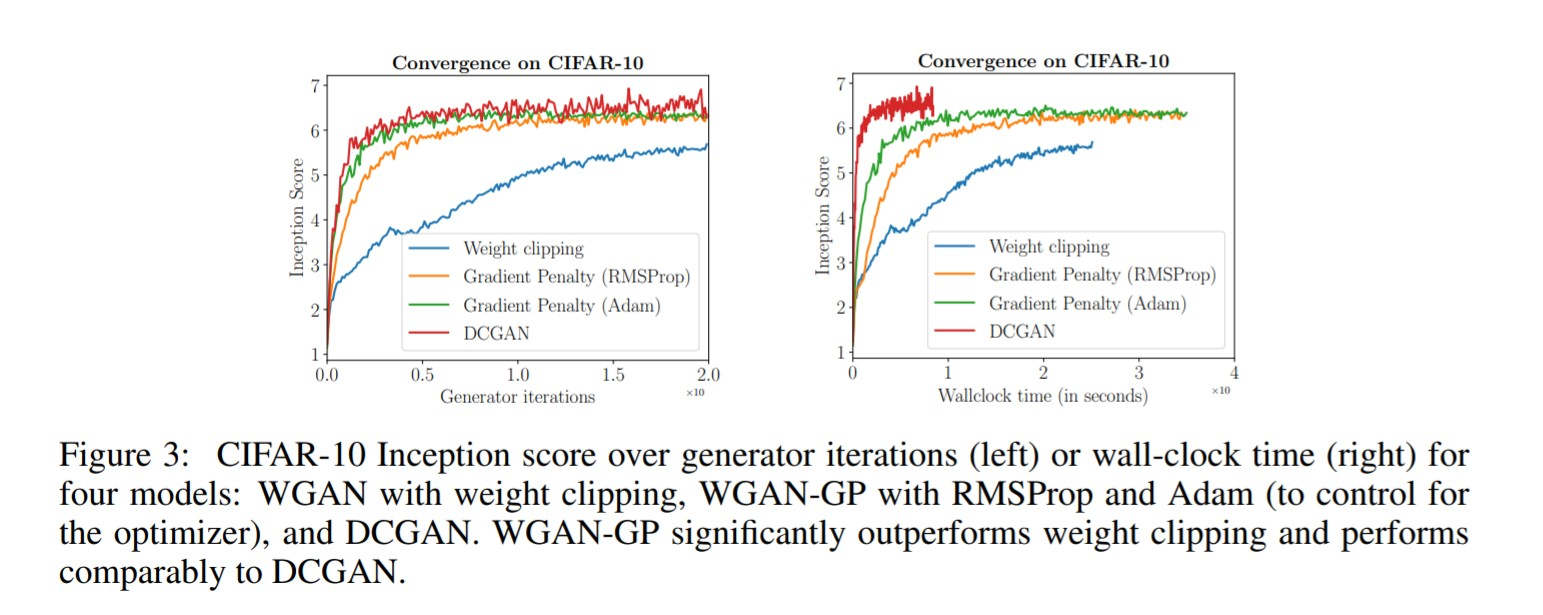 Convergence on CIFAR-10
7
6
5
4
3
2
1
Inception Score
Weight clipping
Gradient Penalty (RMSProp)
Gradient Penalty (Adam)
DCGAN
0.0 0.5 1.0 1.5 2.0
Generator iterations ×10
Convergence on CIFAR-10
7
6
5
4
3
2
1
Inception Score
Weight clipping
Gradient Penalty (RMSProp)
Gradient Penalty (Adam)
DCGAN
0 1 2 3 4
Wallclock time (in seconds) ×10
Figure 3: CIFAR-10 Inception score over generator iterations (left) or wall-clock time (right) for
four models: WGAN with weight clipping, WGAN-GP with RMSProp and Adam (to control for
the optimizer), and DCGAN. WGAN-GP significantly outperforms weight clipping and performs
comparably to DCGAN.